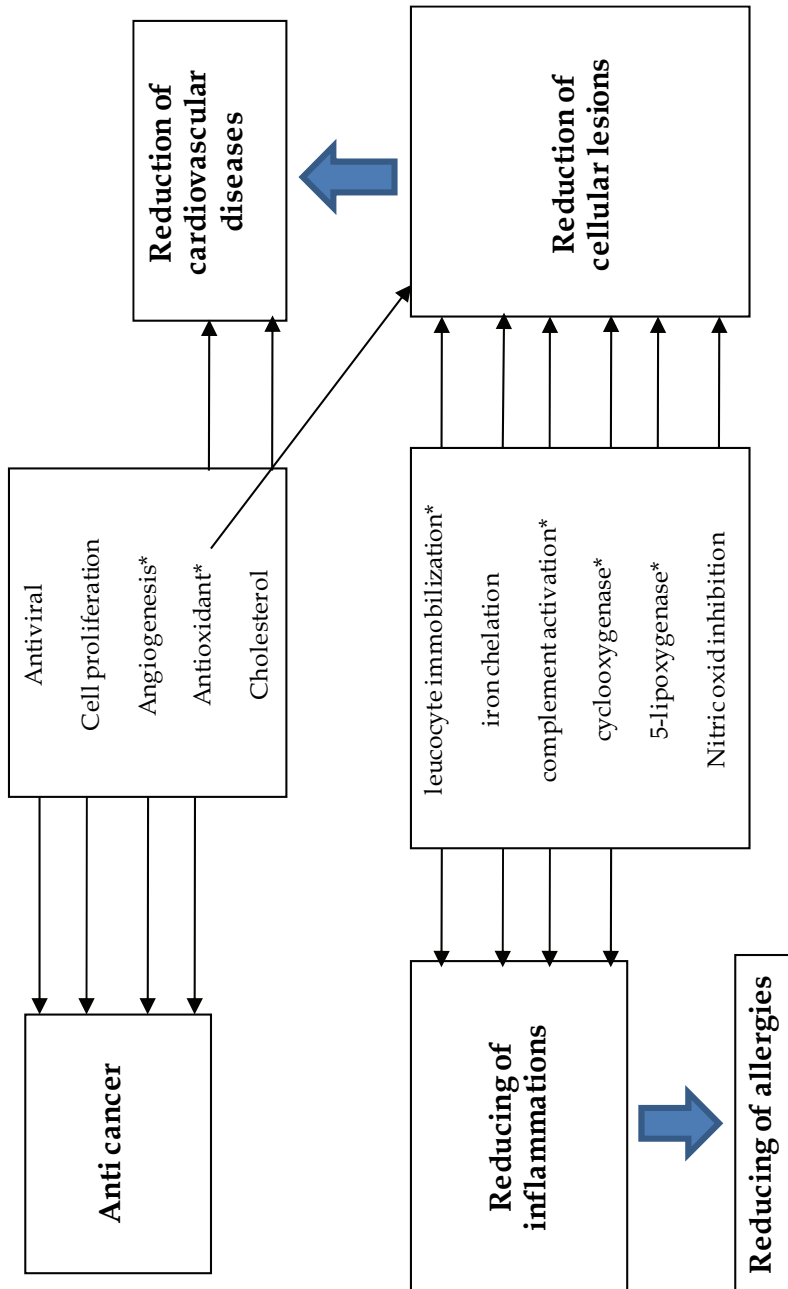 Anti cancer
Antiviral
Cell proliferation
Angiogenesis*
Antioxidant*
Cholesterol
Reduction of
cardiovascular
diseases
Reducing of
inflammations
leucocyte immobilization*
iron chelation
complement activation*
cyclooxygenase*
5-lipoxygenase*
Nitric oxid inhibition
Reduction of
cellular lesions
Reducing of allergies